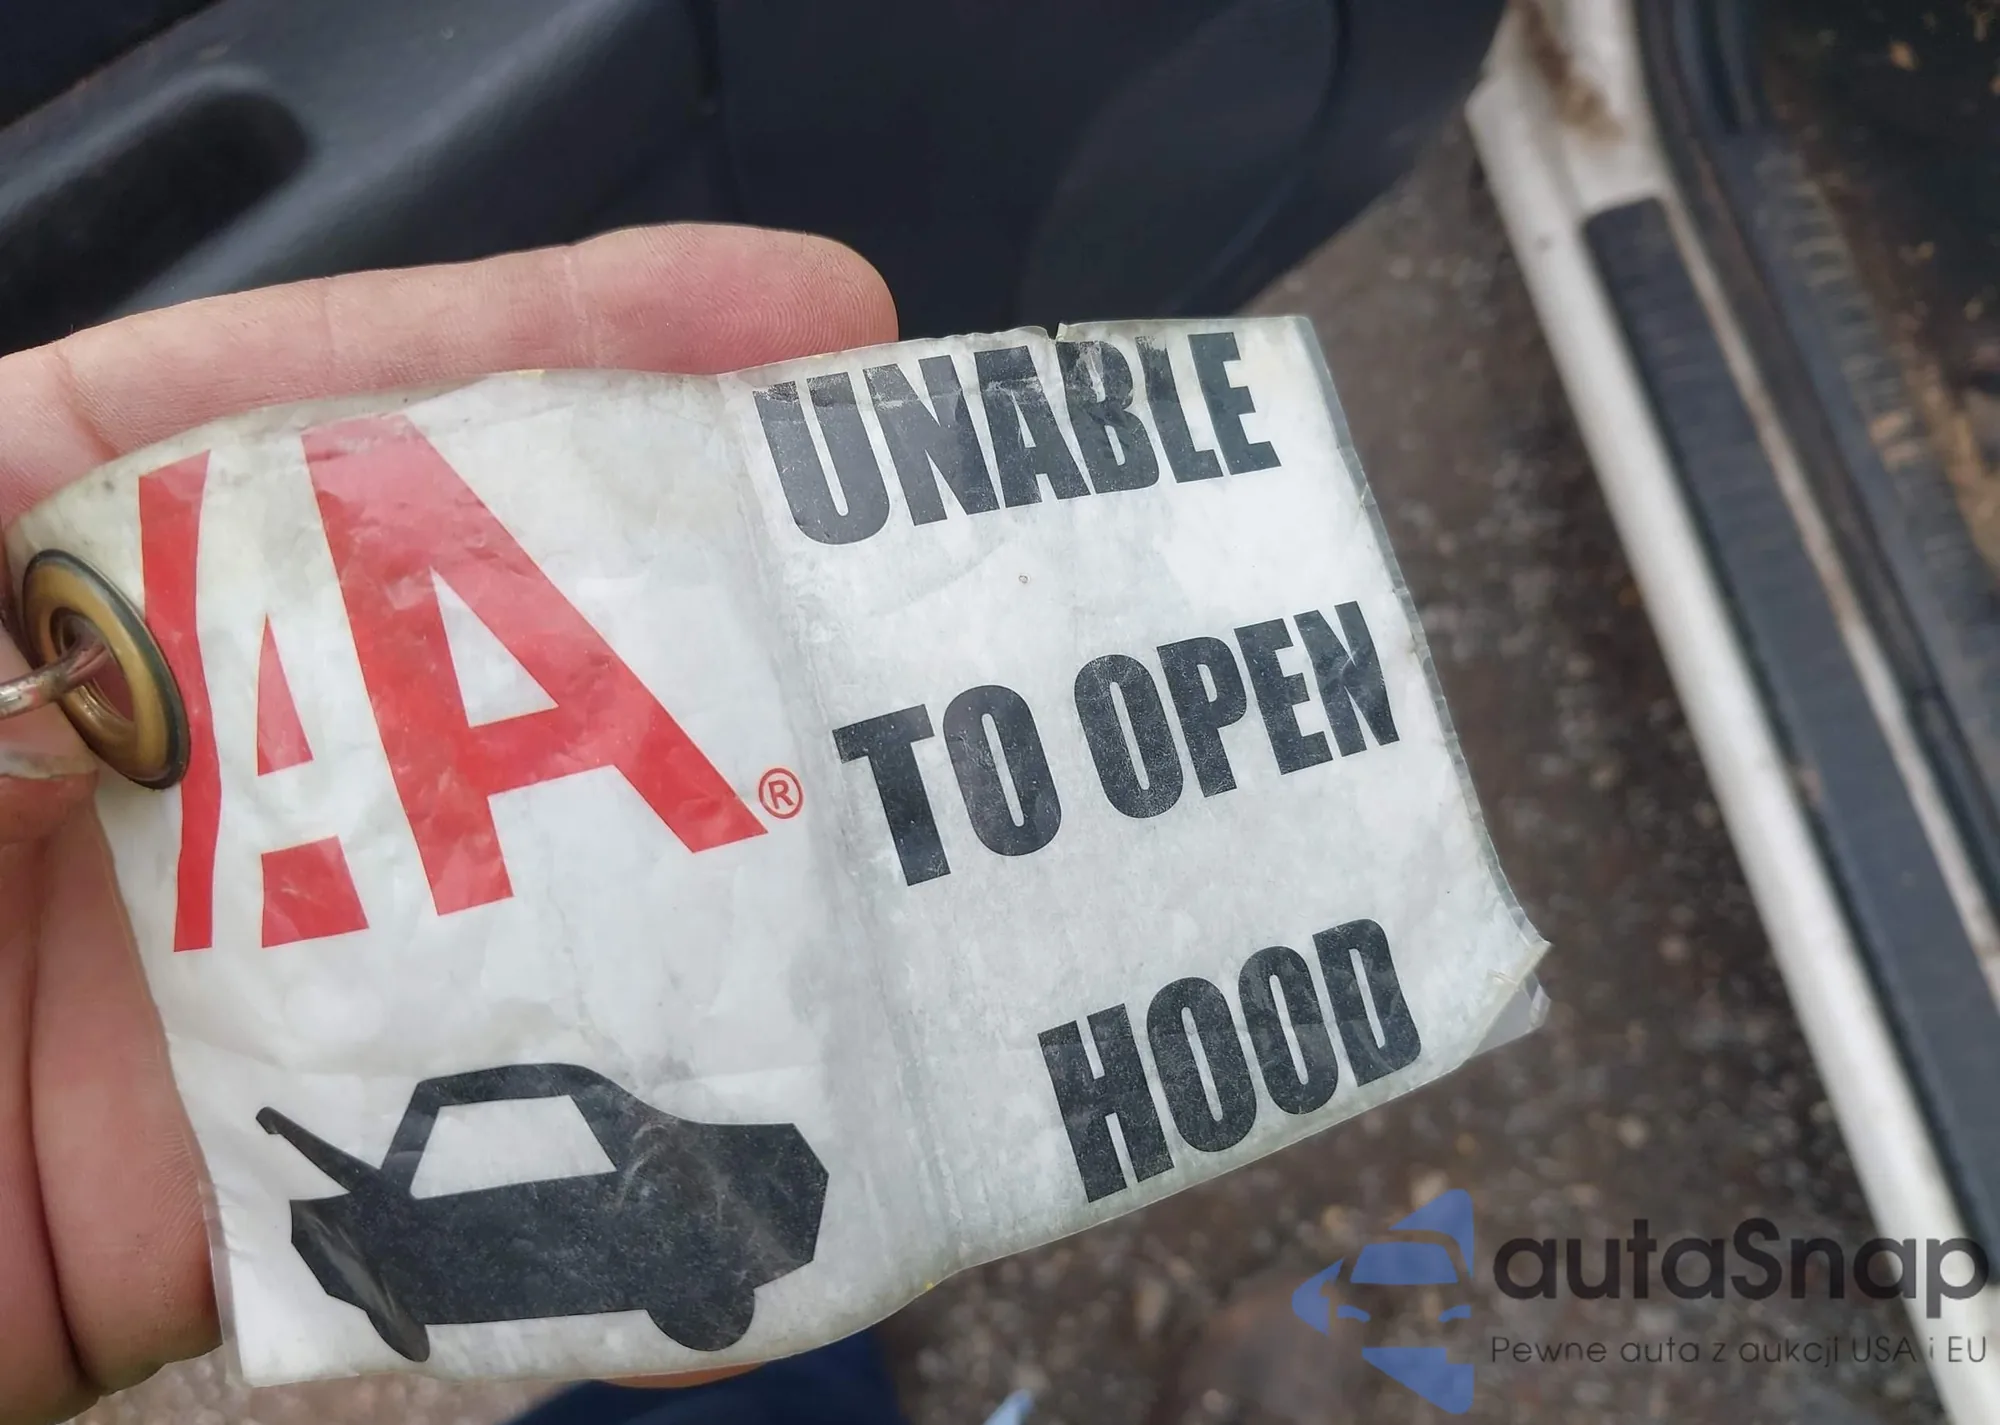 IAA®
UNABLE
TO OPEN
HOOD
autaSnap
Pewne auta z aukcji USA i EU